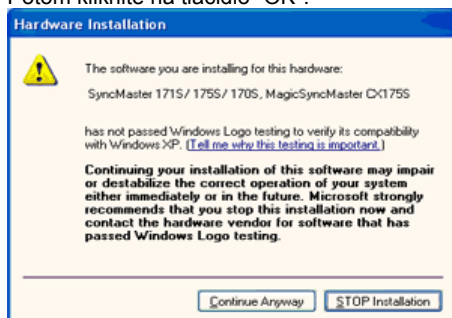 Potom kliknite na tlačidlo "OK".
Hardware Installation
The software you are installing for this hardware:
SyncMaster 171S/ 175S/ 170S, MagicSyncMaster CX175S
has not passed Windows Logo testing to verify its compatibility
with Windows XP. (Tell me why this testing is important.)
Continuing your installation of this software may impair
or destabilize the correct operation of your system
either immediately or in the future. Microsoft strongly
recommends that you stop this installation now and
contact the hardware vendor for software that has
passed Windows Logo testing.
Continue Anyway
STOP Installation